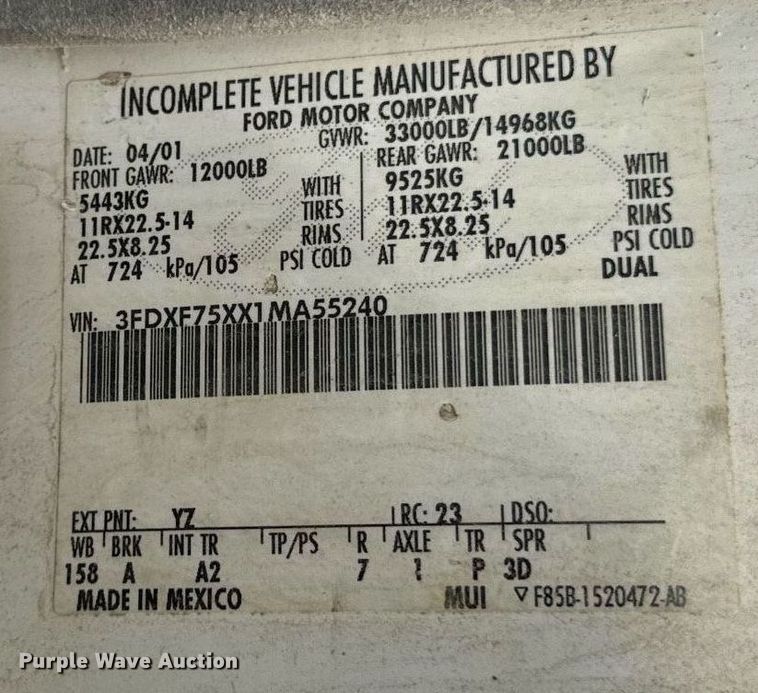 INCOMPLETE VEHICLE MANUFACTURED BY
FORD MOTOR COMPANY
DATE: 04/01 GVWR: 33000LB/14968KG
FRONT GAWR: 12000LB REAR GAWR: 21000LB
5443KG WITH 9525KG WITH
11RX22.5-14 TIRES 11RX22.5-14 TIRES
22.5X8.25 RIMS 22.5X8.25 RIMS
AT 724 kPa/105 PSI COLD AT 724 kPa/105 PSI COLD
DUAL
VIN: 3FDXF75XX1MA55240
EXT PNT: YZ RC: 23 DSO:
WB BRK INT TR TP/PS R AXLE TR SPR
158 A A2 7 1 P 3D
MADE IN MEXICO MUI ▽ F85B-1520472-AB
Purple Wave Auction